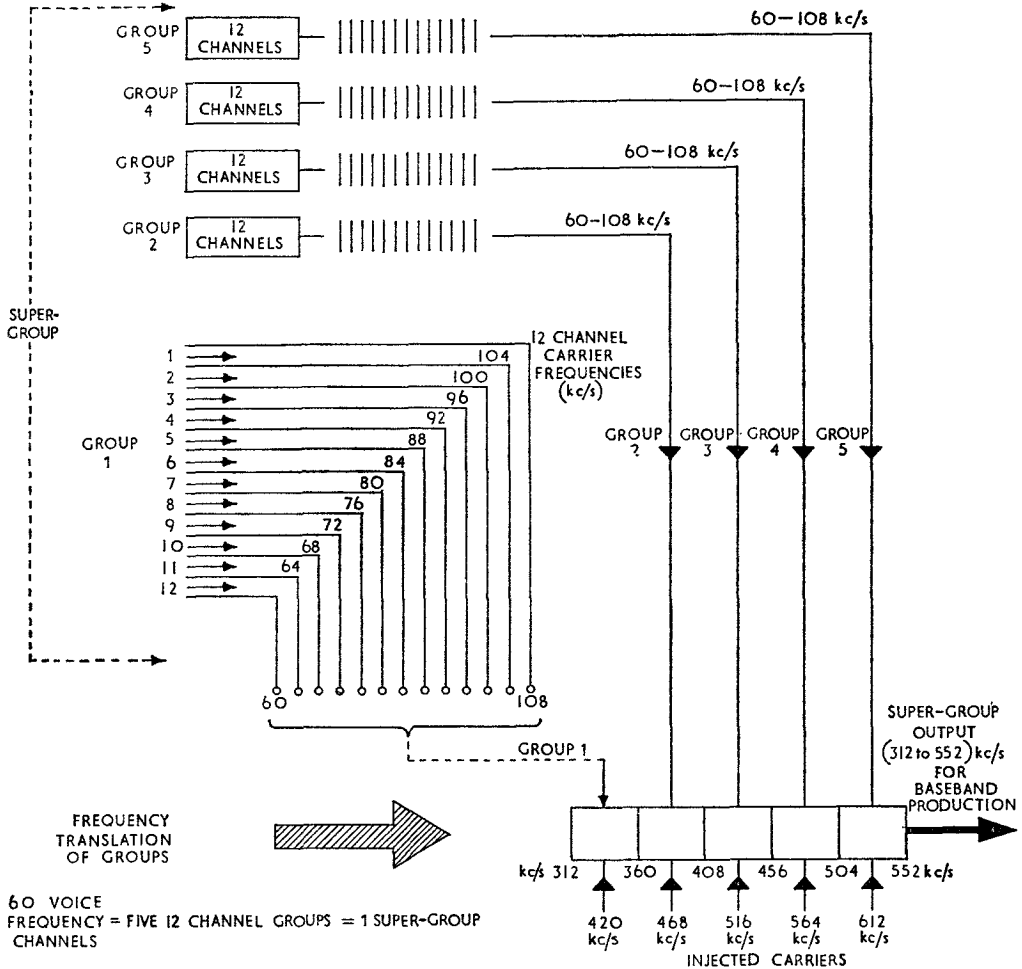 GROUP 5
12 CHANNELS
60-108 kc/s
GROUP 4
12 CHANNELS
60-108 kc/s
GROUP 3
12 CHANNELS
60-108 kc/s
GROUP 2
12 CHANNELS
60-108 kc/s
SUPER-
GROUP
GROUP
1
1
2
3
4
5
6
7
8
9
10
11
12
12 CHANNEL
CARRIER
FREQUENCIES
(kc/s)
104
100
96
92
88
84
80
76
72
68
64
60
108
GROUP 2
GROUP 3
GROUP 4
GROUP 5
GROUP 1
SUPER-GROUP
OUTPUT
(312 to 552) kc/s
FOR
BASEBAND
PRODUCTION
FREQUENCY
TRANSLATION
OF GROUPS
kc/s 312 360 408 456 504 552 kc/s
420 468 516 564 612
kc/s kc/s kc/s kc/s kc/s
INJECTED CARRIERS
60 VOICE
FREQUENCY = FIVE 12 CHANNEL GROUPS = 1 SUPER-GROUP
CHANNELS